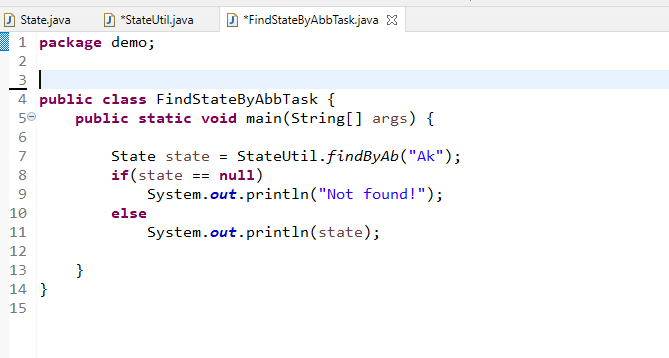 State.java *StateUtil.java *FindStateByAbbTask.java
1 package demo;
2
3
4 public class FindStateByAbbTask {
5 public static void main(String[] args) {
6
7 State state = StateUtil.findByAb("Ak");
8 if(state == null)
9 System.out.println("Not found!");
10 else
11 System.out.println(state);
12
13 }
14 }
15